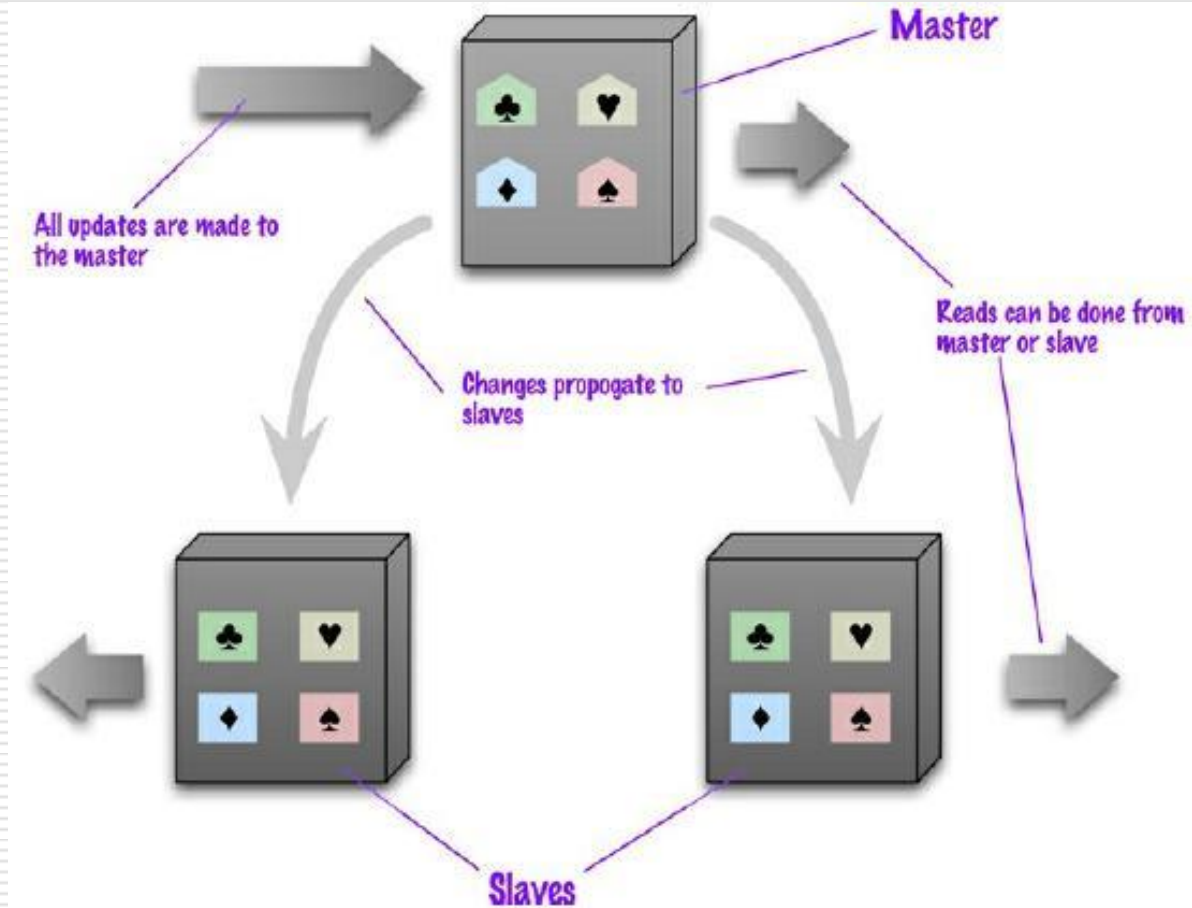 Master
All updates are made to
the master
Reads can be done from
master or slave
Changes propogate to
slaves
Slaves